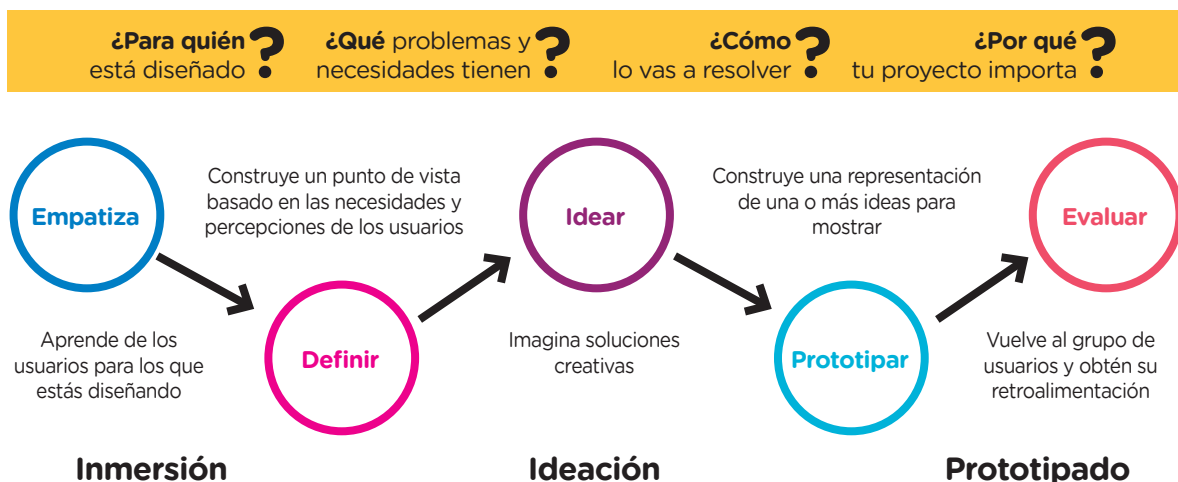 ¿Para quién
está diseñado ?
¿Qué problemas y
necesidades tienen ?
¿Cómo
lo vas a resolver ?
¿Por qué
tu proyecto importa ?
Empatiza
Aprende de los
usuarios para los que
estás diseñando
Construye un punto de vista
basado en las necesidades y
percepciones de los usuarios
Definir
Idear
Imagina soluciones
creativas
Construye una representación
de una o más ideas para
mostrar
Prototipar
Evaluar
Vuelve al grupo de
usuarios y obtén su
retroalimentación
Inmersión
Ideación
Prototipado